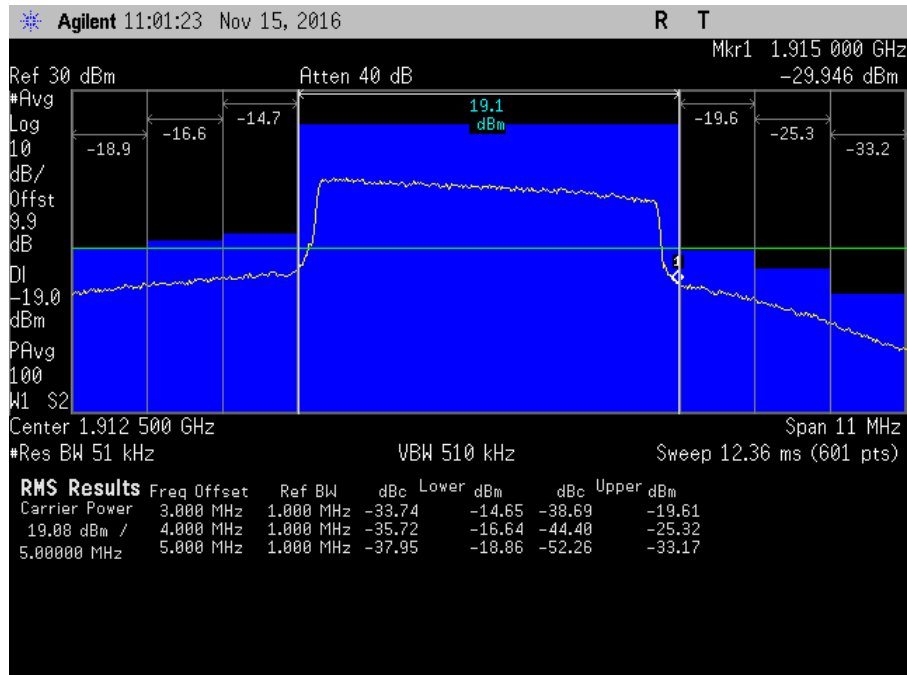 Agilent 11:01:23 Nov 15, 2016 R T
Mkr1 1.915 000 GHz
Ref 30 dBm Atten 40 dB -29.946 dBm
#Avg
Log
10
dB/
Offst
9.9
dB
DI
-19.0
dBm
PAvg
100
W1 S2
-18.9 -16.6 -14.7 19.1 dBm -19.6 -25.3 -33.2
1
Center 1.912 500 GHz Span 11 MHz
#Res BW 51 kHz VBW 510 kHz Sweep 12.36 ms (601 pts)
RMS Results Freq Offset Ref BW dBc Lower dBm dBc Upper dBm
Carrier Power 3.000 MHz 1.000 MHz -33.74 -14.65 -38.69 -19.61
19.08 dBm / 4.000 MHz 1.000 MHz -35.72 -16.64 -44.40 -25.32
5.00000 MHz 5.000 MHz 1.000 MHz -37.95 -18.86 -52.26 -33.17